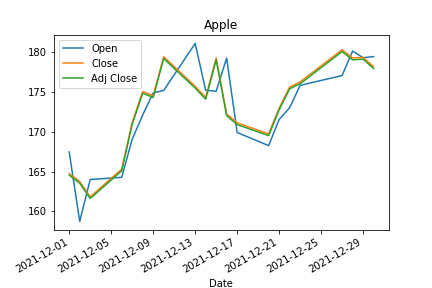 Apple
Open
Close
Adj Close
180
175
170
165
160
2021-12-01
2021-12-05
2021-12-09
2021-12-13
2021-12-17
2021-12-21
2021-12-25
2021-12-29
Date